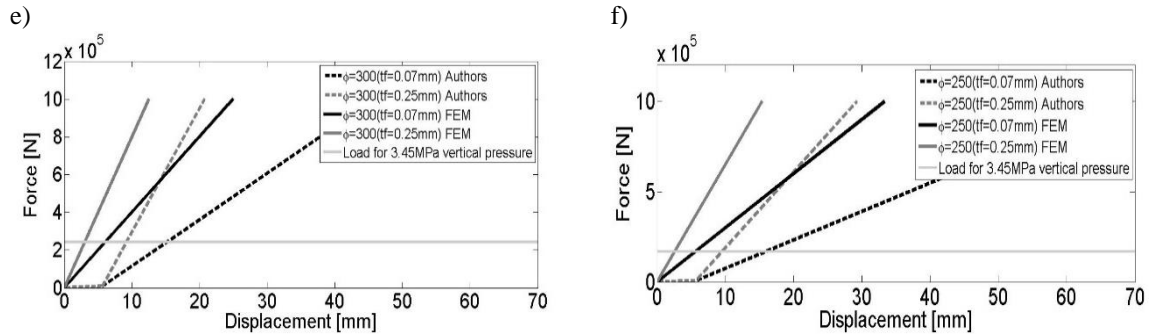 e)
x 10^5
12
10
8
6
4
2
0
Force [N]
0 10 20 30 40 50 60 70
Displacement [mm]
ϕ=300(tf=0.07mm) Authors
ϕ=300(tf=0.25mm) Authors
ϕ=300(tf=0.07mm) FEM
ϕ=300(tf=0.25mm) FEM
Load for 3.45MPa vertical pressure
f)
x 10^5
10
5
0
Force [N]
0 10 20 30 40 50 60 70
Displacement [mm]
ϕ=250(tf=0.07mm) Authors
ϕ=250(tf=0.25mm) Authors
ϕ=250(tf=0.07mm) FEM
ϕ=250(tf=0.25mm) FEM
Load for 3.45MPa vertical pressure